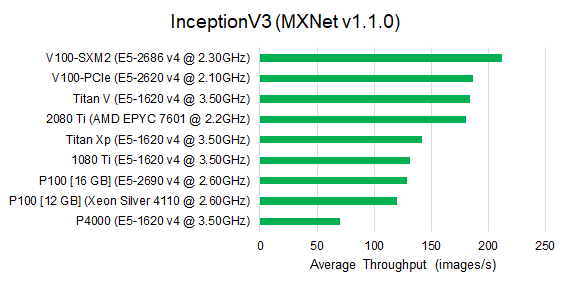 InceptionV3 (MXNet v1.1.0)
V100-SXM2 (E5-2686 v4 @ 2.30GHz)
V100-PCIe (E5-2620 v4 @ 2.10GHz)
Titan V (E5-1620 v4 @ 3.50GHz)
2080 Ti (AMD EPYC 7601 @ 2.2GHz)
Titan Xp (E5-1620 v4 @ 3.50GHz)
1080 Ti (E5-1620 v4 @ 3.50GHz)
P100 [16 GB] (E5-2690 v4 @ 2.60GHz)
P100 [12 GB] (Xeon Silver 4110 @ 2.60GHz)
P4000 (E5-1620 v4 @ 3.50GHz)
0 50 100 150 200 250
Average Throughput (images/s)